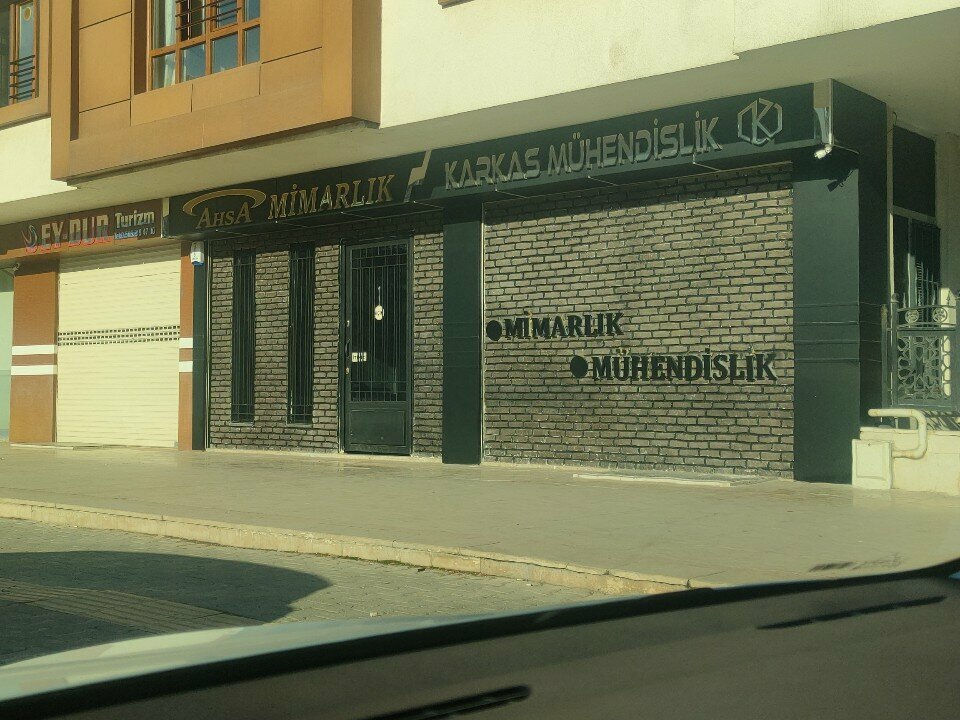 EY-DUR Turizm
AHSA MİMARLIK
KARKAS MÜHENDİSLİK K
MİMARLIK
MÜHENDİSLİK